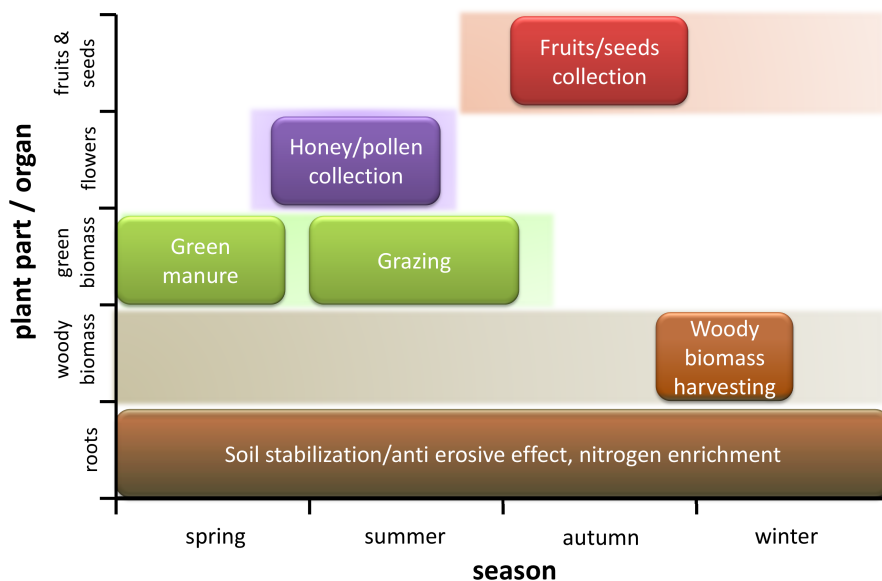 plant part / organ
fruits &
seeds
flowers
green
biomass
woody
biomass
roots
Fruits/seeds
collection
Honey/pollen
collection
Green
manure
Grazing
Woody
biomass
harvesting
Soil stabilization/anti erosive effect, nitrogen enrichment
spring
summer
autumn
winter
season